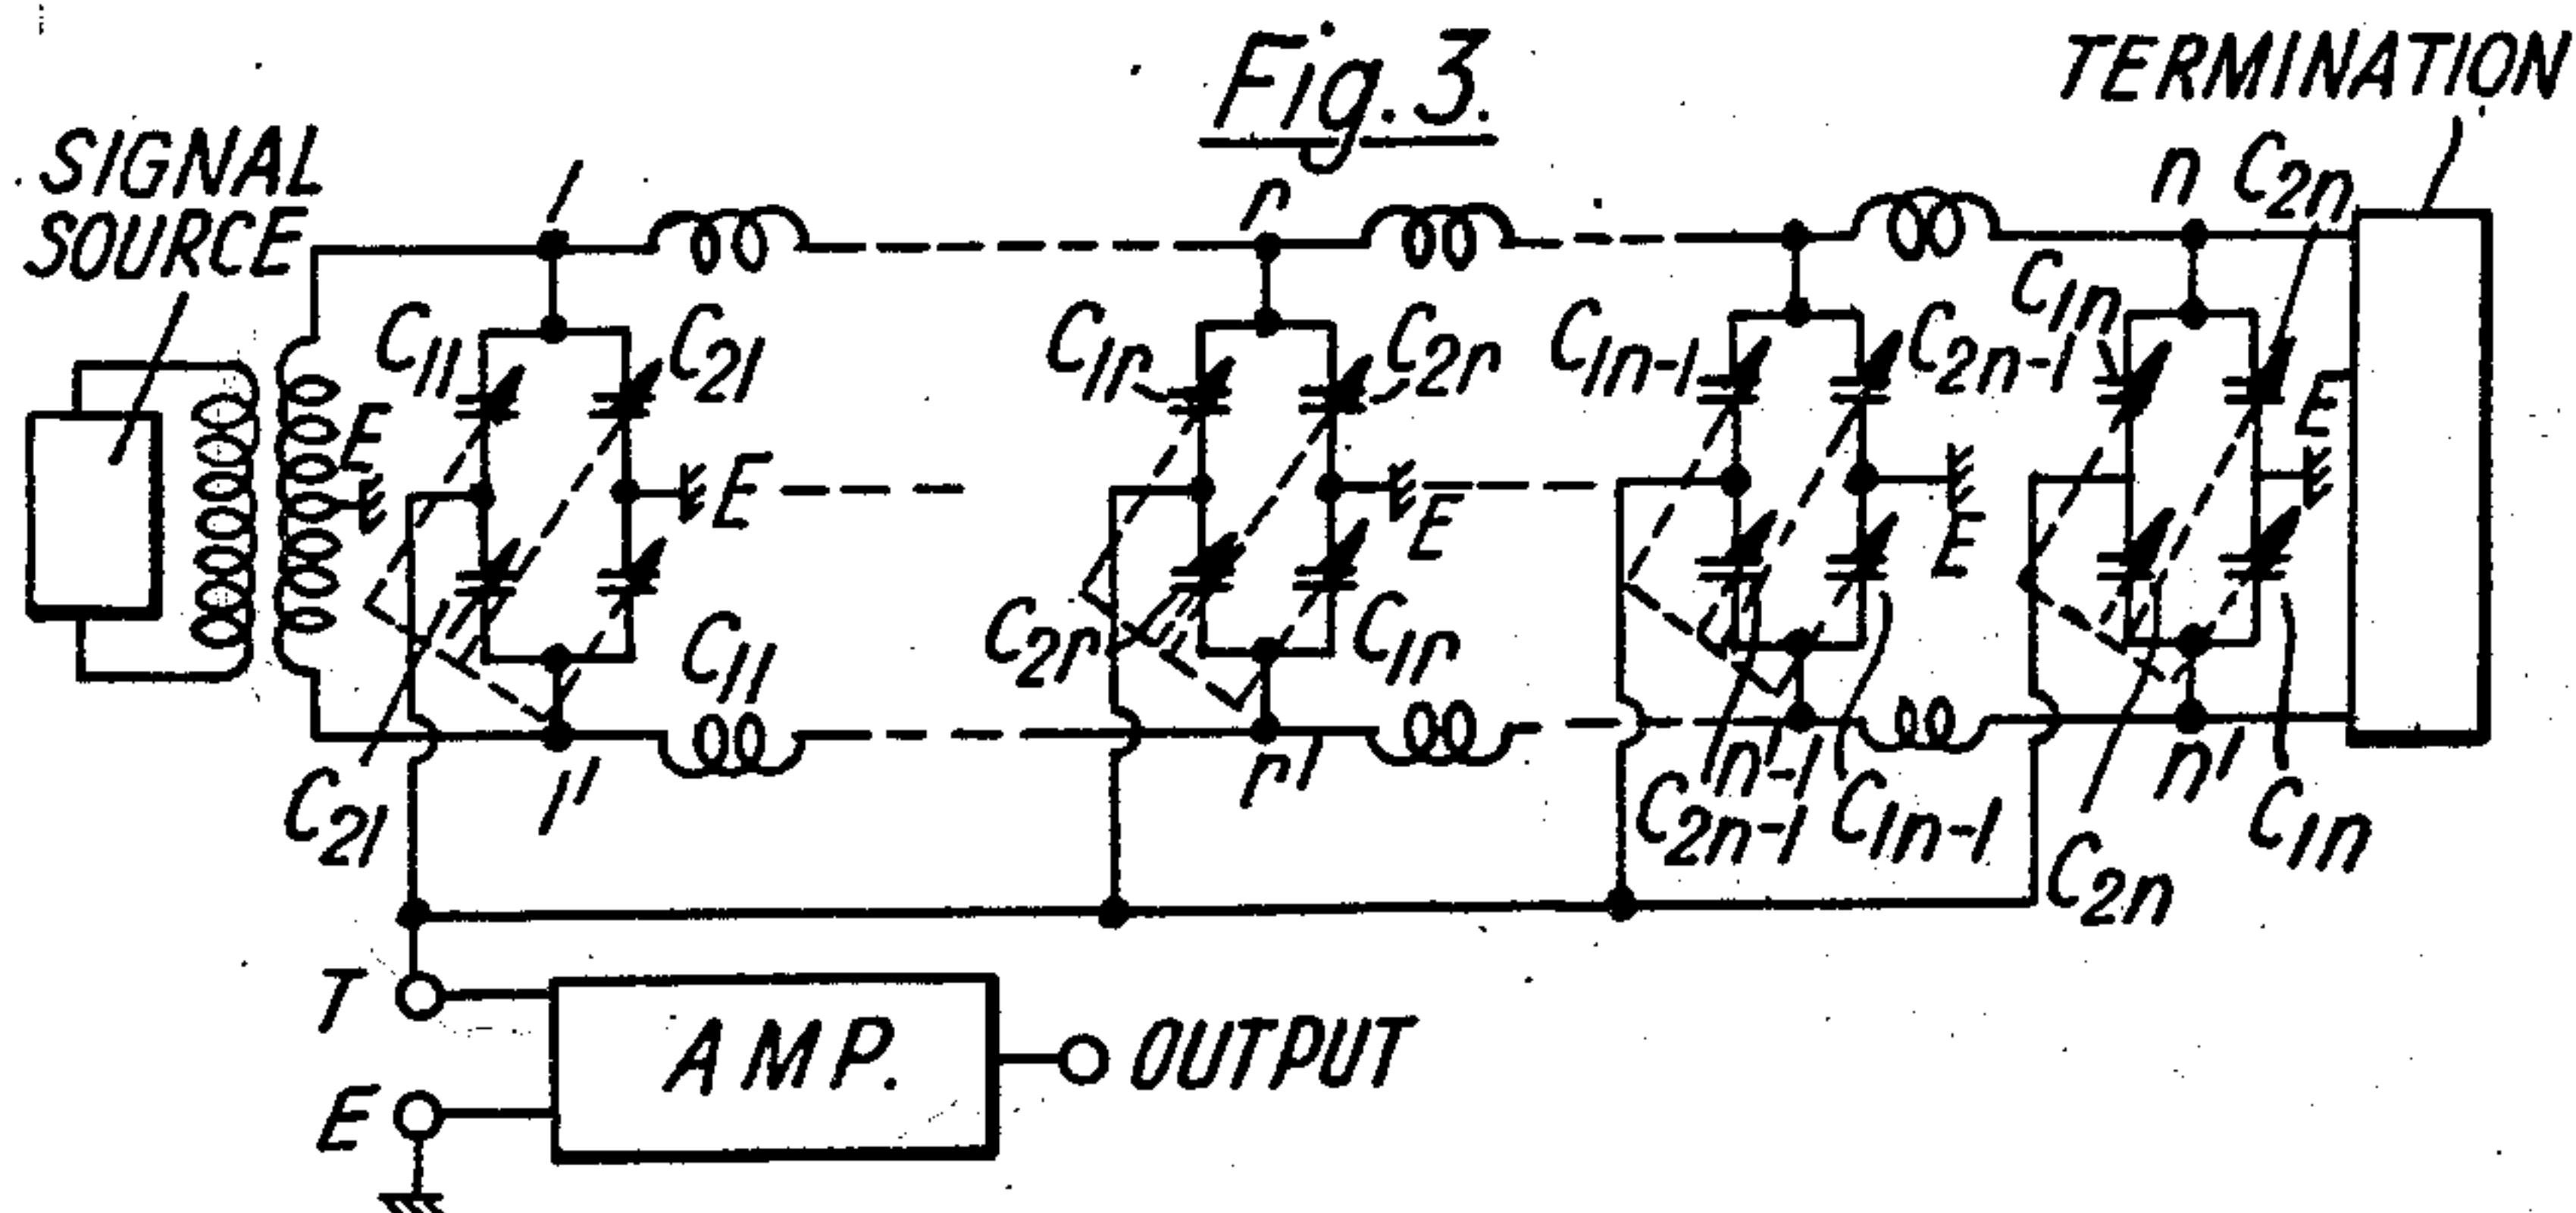 Fig. 3.
TERMINATION
SIGNAL
SOURCE
1
r
n
C2n
C11
C21
C1r
C2r
C1n-1
C2n-1
C1n
E
E
E
E
E
C2r
C11
C1r
C21
1'
r'
n-1'
n'
C2n-1
C1n-1
C2n
C1n
T
AMP.
OUTPUT
E